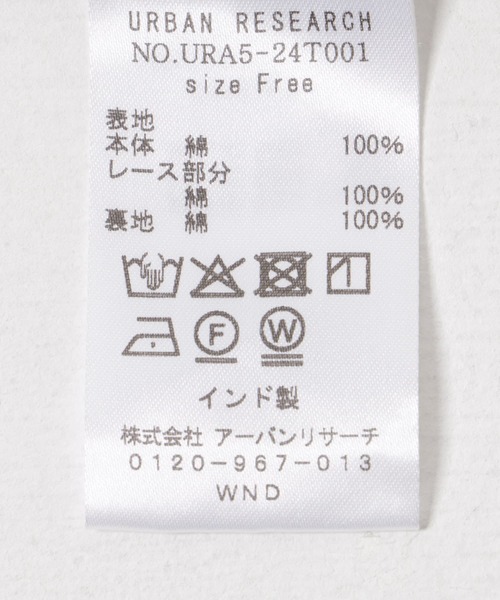 URBAN RESEARCH
NO.URA5-24T001
size Free
表地
本体 綿 100%
レース部分
綿 100%
裏地 綿 100%
F W
インド製
株式会社 アーバンリサーチ
0120-967-013
WND